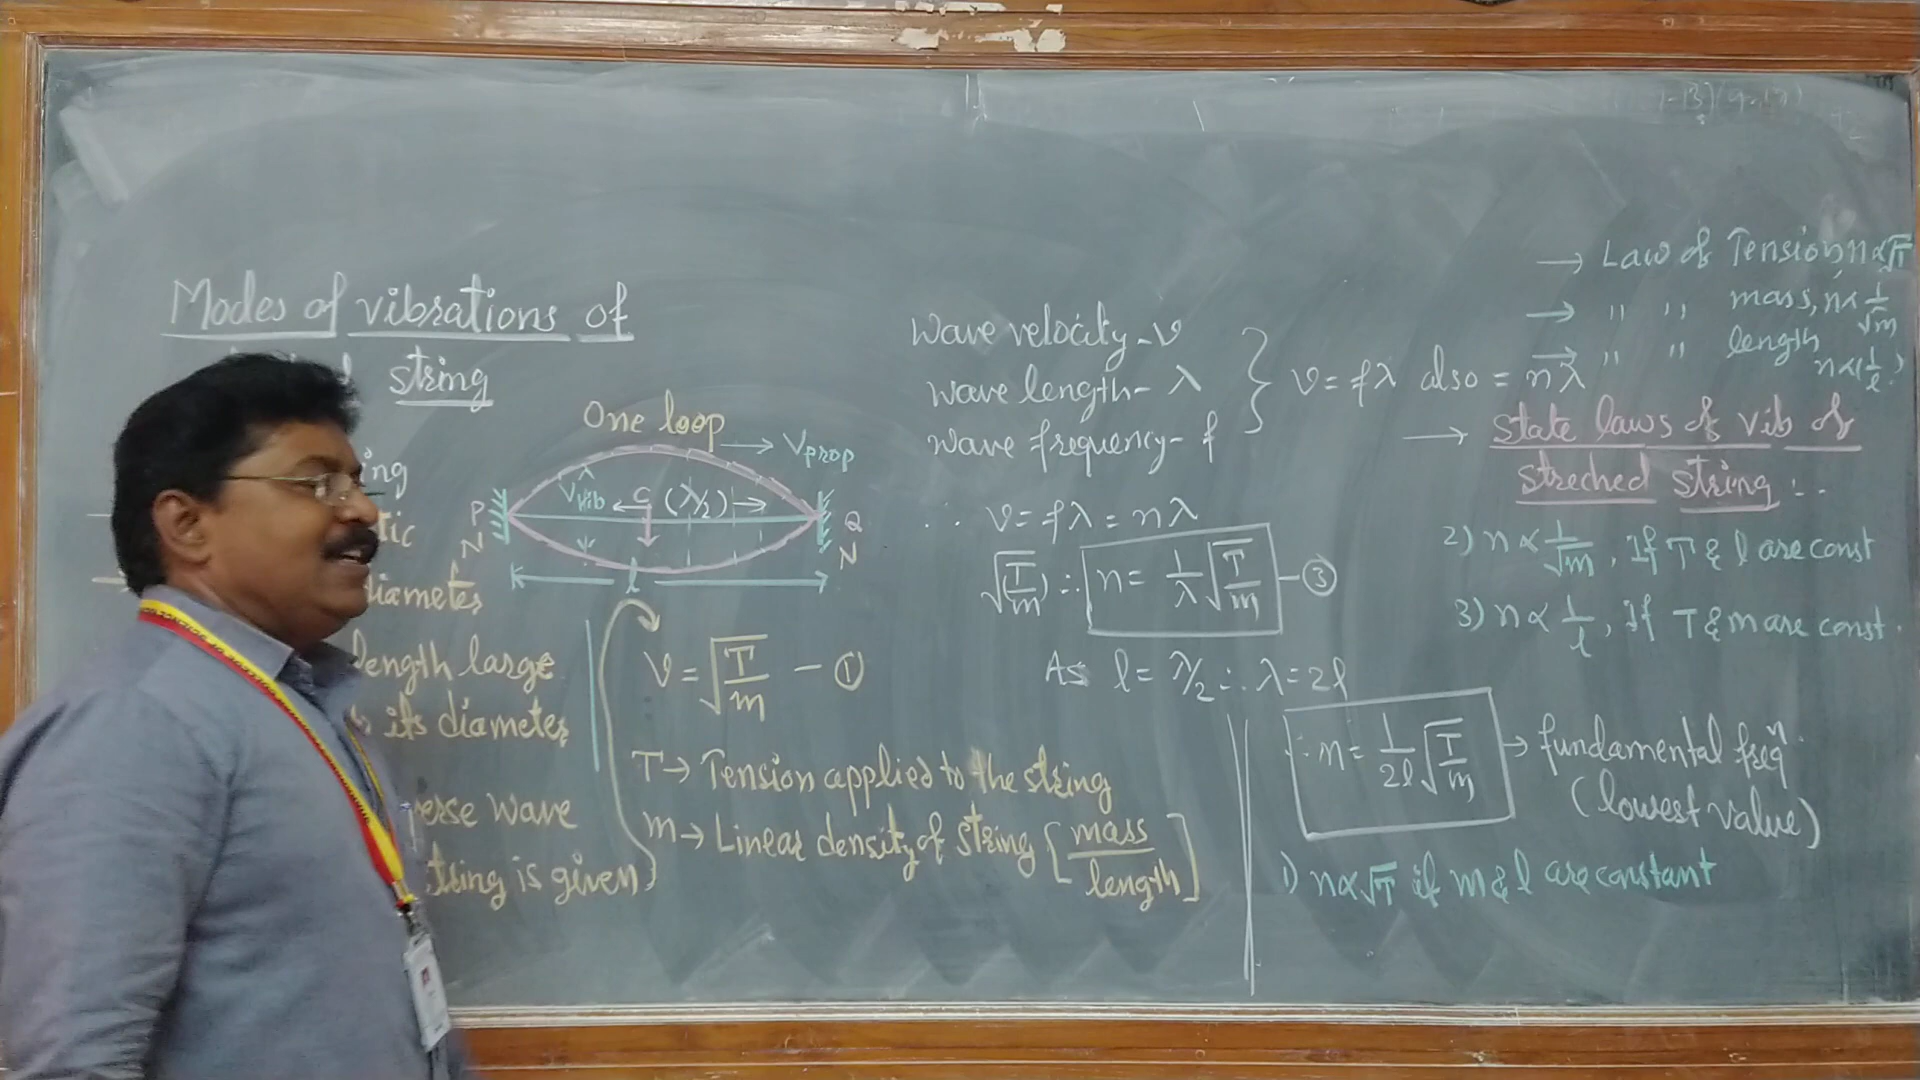 Modes of vibrations of
string
One loop
→ Vprop
Vvib ← C (λ/2) →
P
N
Q
N
l
ing
tic
diameter
length large
its diameter
verse wave
string is given
V = √(T/m) — ①
T → Tension applied to the string
m → Linear density of string [mass/length]
Wave velocity - v
Wave length - λ
Wave frequency - f
v = fλ also = nλ
∴ v = fλ = nλ
√(T/m) ∴ n = 1/λ √(T/m) — ③
As l = λ/2 ∴ λ = 2l
∴ n = 1/2l √(T/m) → fundamental freqⁿ
(lowest value)
1) n ∝ √T if m & l are constant
→ Law of Tension, n ∝ √T
→ " " mass, n ∝ 1/√m
→ " " length
n ∝ (1/l)
→ State laws of vib of
streched string :-
2) n ∝ 1/√m, If T & l are const
3) n ∝ 1/l, if T & m are const.